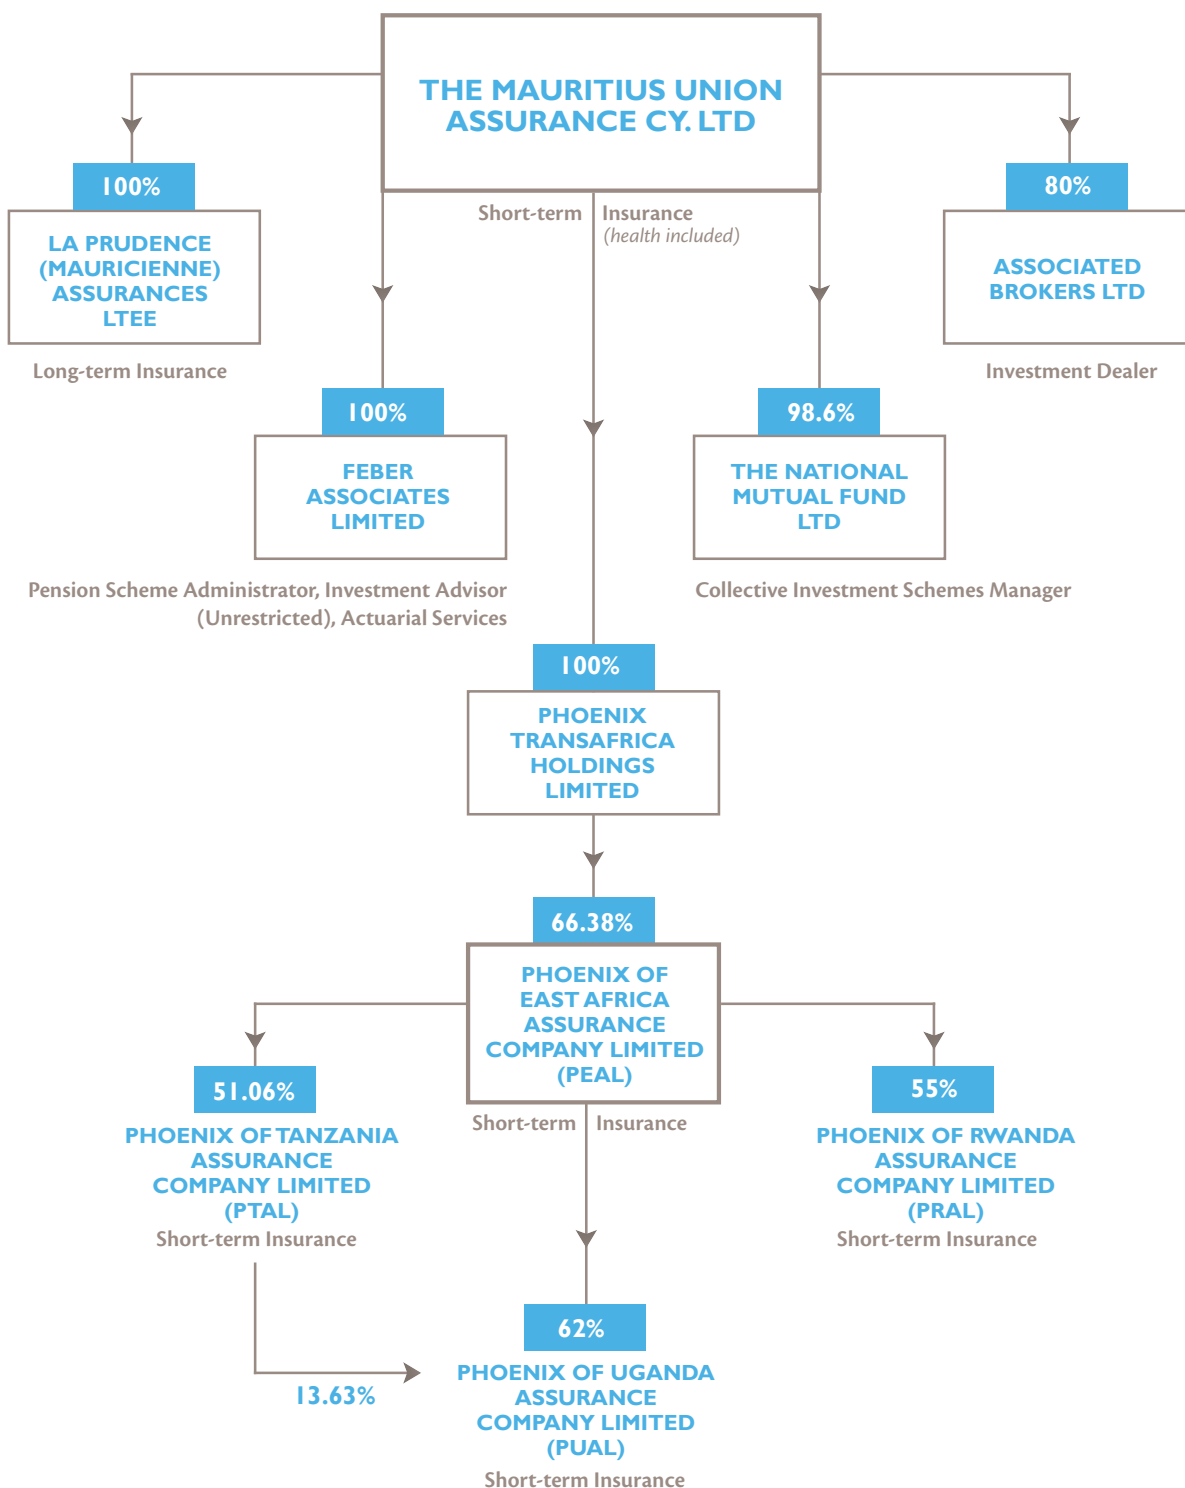 THE MAURITIUS UNION
ASSURANCE CY. LTD
100%
LA PRUDENCE
(MAURICIENNE)
ASSURANCES
LTEE
Long-term Insurance
80%
ASSOCIATED
BROKERS LTD
Investment Dealer
Short-term Insurance
(health included)
100%
FEBER
ASSOCIATES
LIMITED
Pension Scheme Administrator, Investment Advisor
(Unrestricted), Actuarial Services
98.6%
THE NATIONAL
MUTUAL FUND
LTD
Collective Investment Schemes Manager
100%
PHOENIX
TRANSAFRICA
HOLDINGS
LIMITED
66.38%
PHOENIX OF
EAST AFRICA
ASSURANCE
COMPANY LIMITED
(PEAL)
Short-term Insurance
51.06%
PHOENIX OF TANZANIA
ASSURANCE
COMPANY LIMITED
(PTAL)
Short-term Insurance
55%
PHOENIX OF RWANDA
ASSURANCE
COMPANY LIMITED
(PRAL)
Short-term Insurance
13.63%
62%
PHOENIX OF UGANDA
ASSURANCE
COMPANY LIMITED
(PUAL)
Short-term Insurance